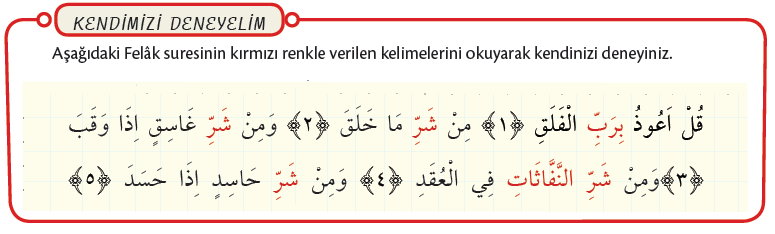 KENDİMİZİ DENEYELİM
Aşağıdaki Felâk suresinin kırmızı renkle verilen kelimelerini okuyarak kendinizi deneyiniz.
قُلْ اَعُوذُ بِرَبِّ الْفَلَقِ ﴿١﴾ مِنْ شَرِّ مَا خَلَقَ ﴿٢﴾ وَمِنْ شَرِّ غَاسِقٍ اِذَا وَقَبَ
﴿٣﴾وَمِنْ شَرِّ النَّفَّاثَاتِ فِي الْعُقَدِ ﴿٤﴾ وَمِنْ شَرِّ حَاسِدٍ اِذَا حَسَدَ ﴿٥﴾